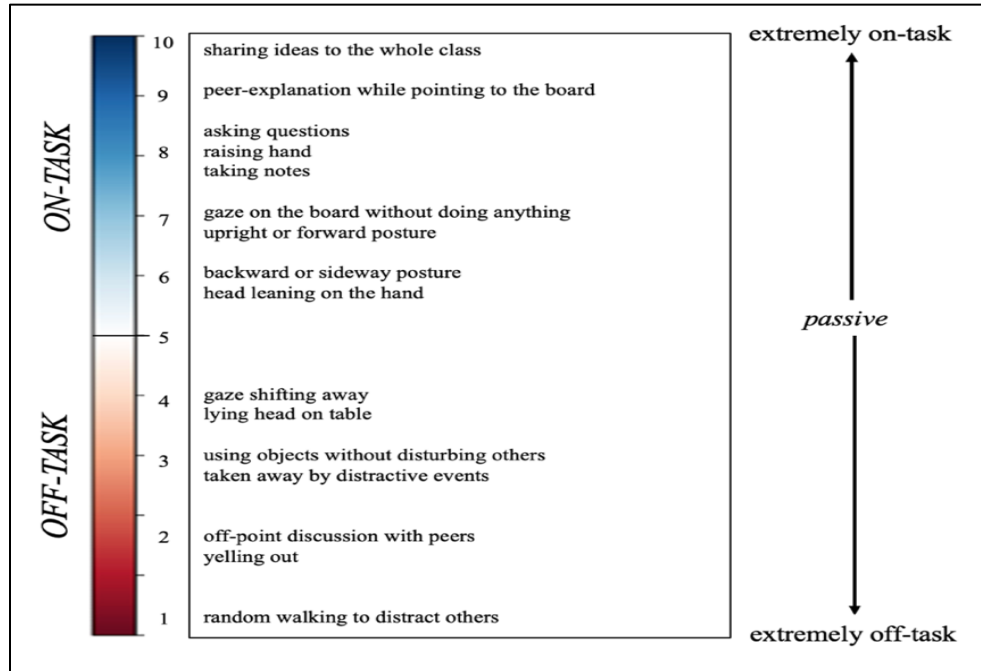 extremely on-task
10
sharing ideas to the whole class
9
peer-explanation while pointing to the board
asking questions
8
raising hand
taking notes
ON-TASK
7
gaze on the board without doing anything
upright or forward posture
6
backward or sideway posture
head leaning on the hand
passive
5
4
gaze shifting away
lying head on table
3
using objects without disturbing others
taken away by distractive events
OFF-TASK
2
off-point discussion with peers
yelling out
1
random walking to distract others
extremely off-task